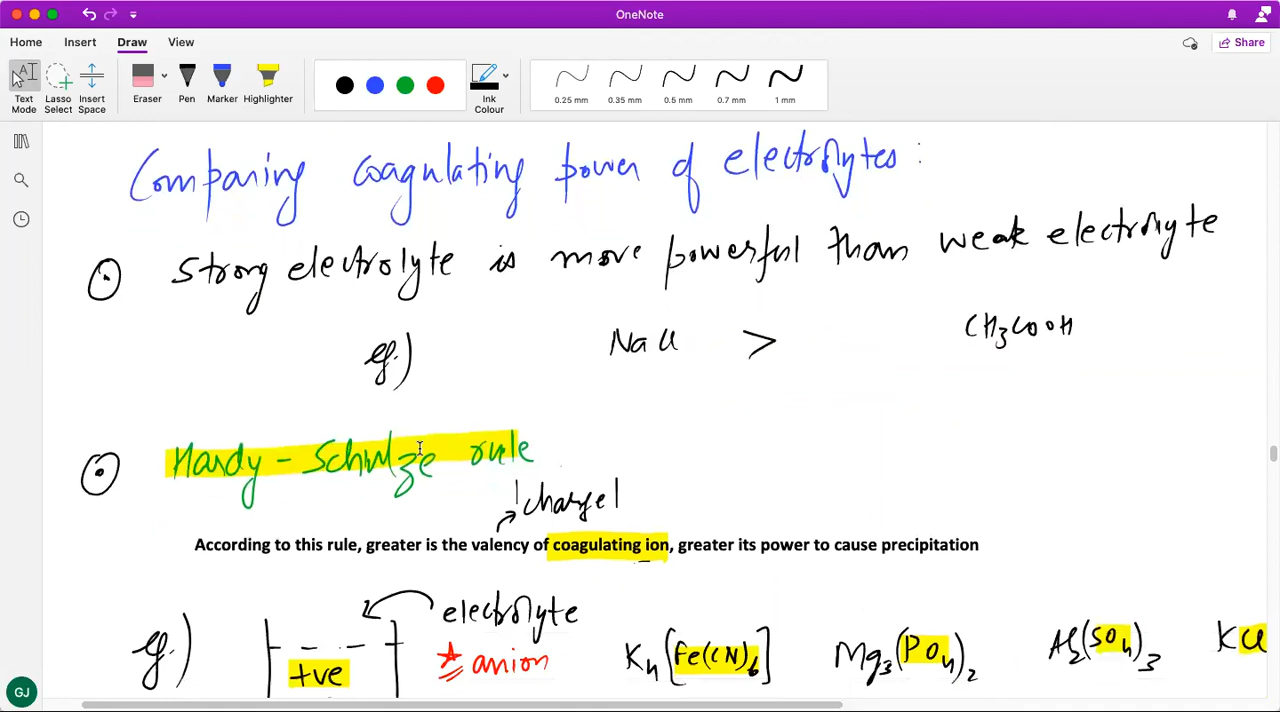 OneNote
Home Insert Draw View
Share
Text Mode
Lasso Select
Insert Space
Eraser
Pen
Marker
Highlighter
Ink Colour
0.25 mm 0.35 mm 0.5 mm 0.7 mm 1 mm
Comparing coagulating power of electrolytes :
Strong electrolyte is more powerful than weak electrolyte
eg.) NaCl > CH3COOH
Hardy - Schulze rule
|charge|
According to this rule, greater is the valency of coagulating ion, greater its power to cause precipitation
electrolyte
eg.) +ve * anion K4[Fe(CN)6] Mg3(PO4)2 Al2(SO4)3 KCl
GJ